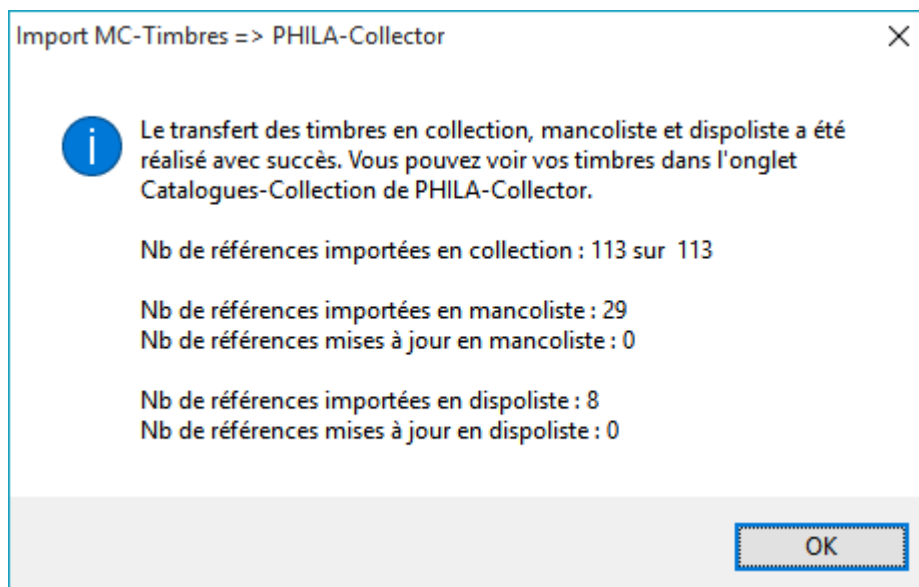 Import MC-Timbres => PHILA-Collector
Le transfert des timbres en collection, mancoliste et dispoliste a été
réalisé avec succès. Vous pouvez voir vos timbres dans l'onglet
Catalogues-Collection de PHILA-Collector.
Nb de références importées en collection : 113 sur  113
Nb de références importées en mancoliste : 29
Nb de références mises à jour en mancoliste : 0
Nb de références importées en dispoliste : 8
Nb de références mises à jour en dispoliste : 0
OK